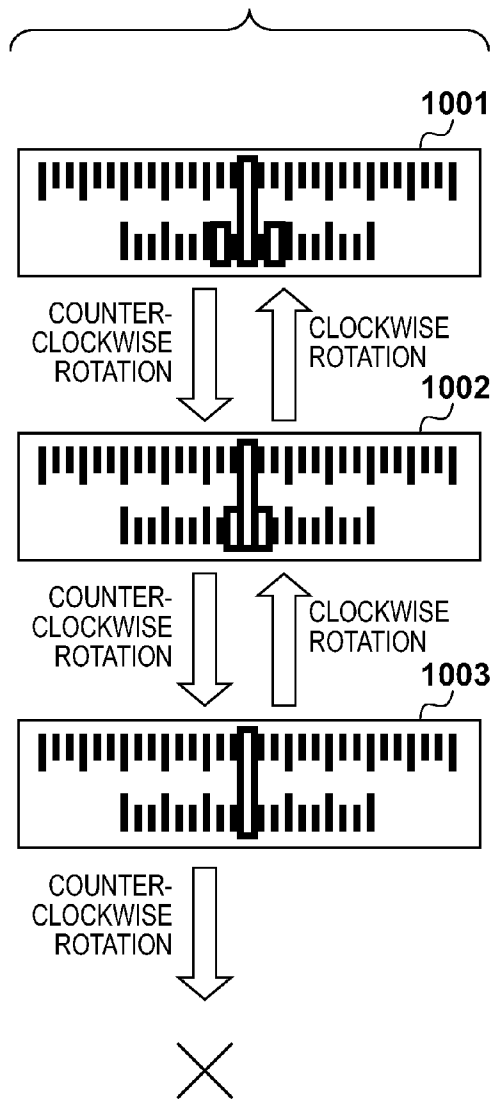 1001
COUNTER-
CLOCKWISE
ROTATION
CLOCKWISE
ROTATION
1002
COUNTER-
CLOCKWISE
ROTATION
CLOCKWISE
ROTATION
1003
COUNTER-
CLOCKWISE
ROTATION